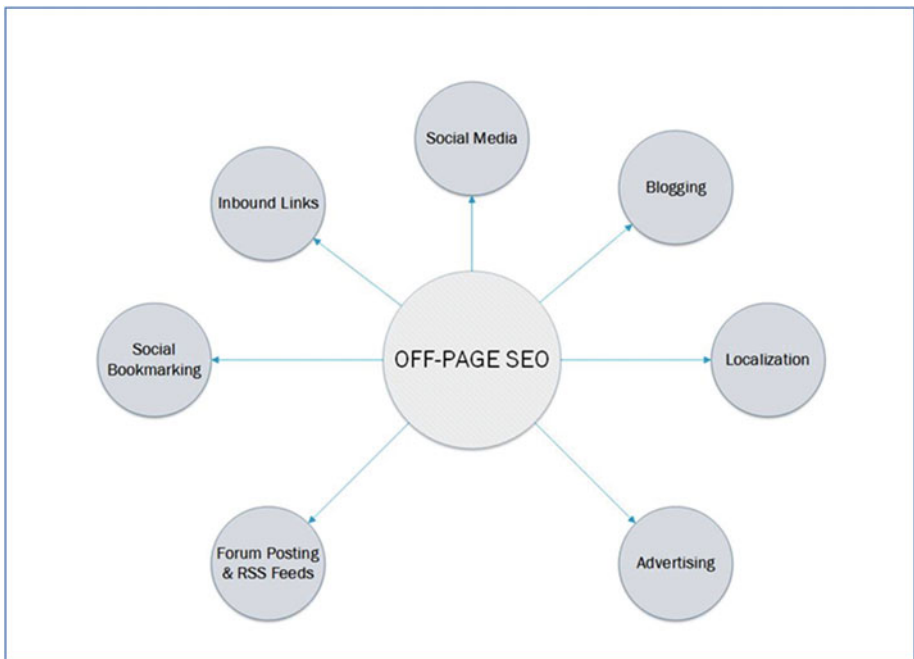 Social Media
Blogging
Inbound Links
Social
Bookmarking
OFF-PAGE SEO
Localization
Forum Posting
& RSS Feeds
Advertising